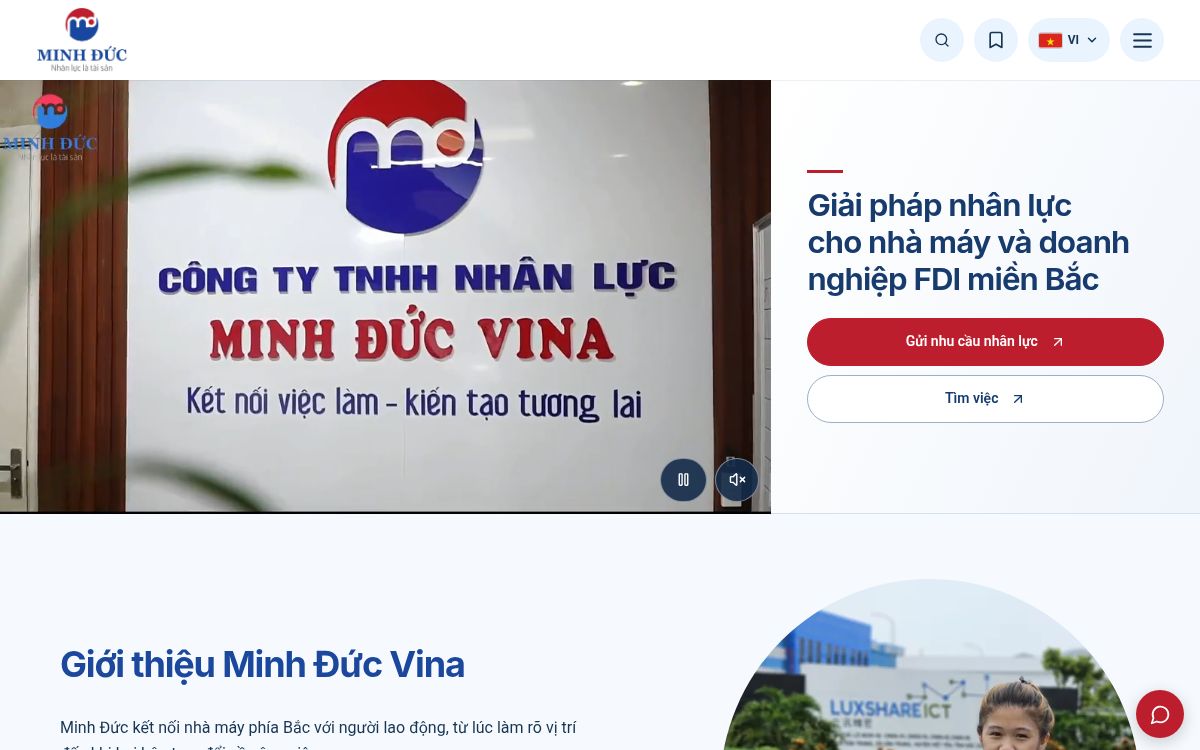 MINH ĐỨC
Nhân lực là tài sản
VI
MINH ĐỨC
CÔNG TY TNHH NHÂN LỰC
MINH ĐỨC VINA
Kết nối việc làm - kiến tạo tương lai
Giải pháp nhân lực
cho nhà máy và doanh
nghiệp FDI miền Bắc
Gửi nhu cầu nhân lực
Tìm việc
Giới thiệu Minh Đức Vina
LUXSHARE ICT
Minh Đức kết nối nhà máy phía Bắc với người lao động, từ lúc làm rõ vị trí